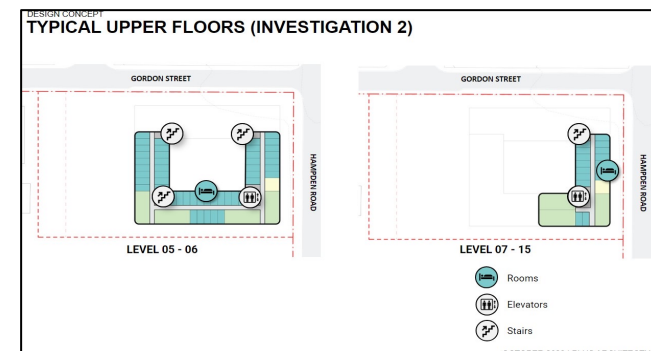 DESIGN CONCEPT
TYPICAL UPPER FLOORS (INVESTIGATION 2)
GORDON STREET
HAMPDEN ROAD
LEVEL 05 - 06
GORDON STREET
HAMPDEN ROAD
LEVEL 07 - 15
Rooms
Elevators
Stairs